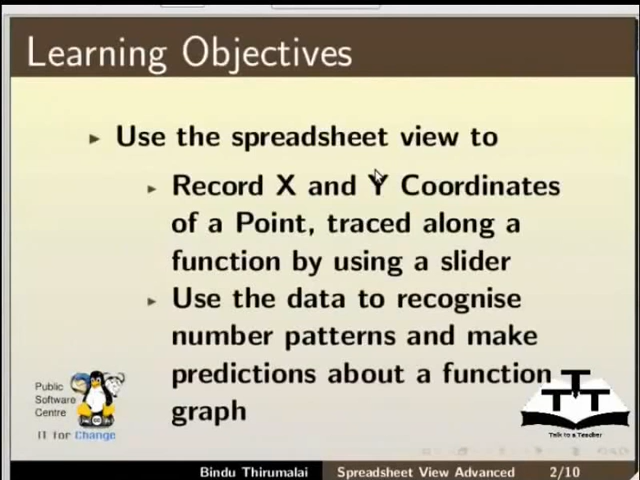 Learning Objectives
Use the spreadsheet view to
Record X and Y Coordinates
of a Point, traced along a
function by using a slider
Use the data to recognise
number patterns and make
predictions about a function
graph
Public
Software
Centre
IT for Change
TTT
Talk to a Teacher
Bindu Thirumalai Spreadsheet View Advanced 2/10